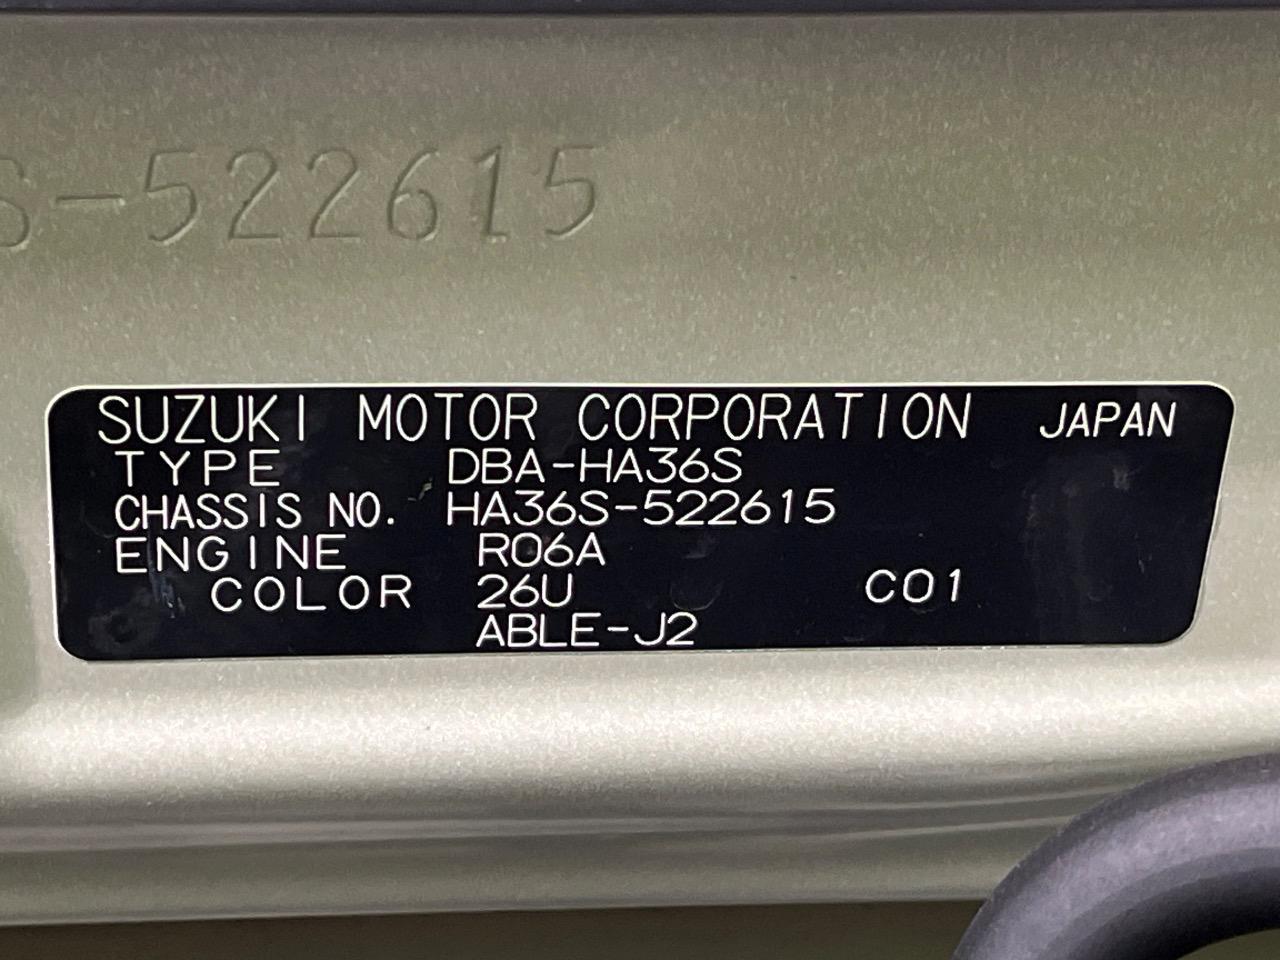 S-522615
SUZUKI MOTOR CORPORATION JAPAN
TYPE DBA-HA36S
CHASSIS NO. HA36S-522615
ENGINE R06A
COLOR 26U C01
ABLE-J2